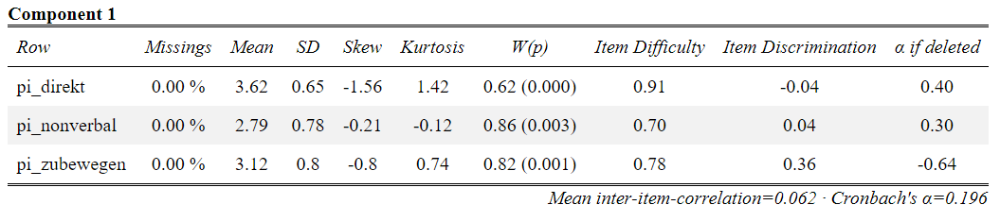 Component 1
Row Missings Mean SD Skew Kurtosis W(p) Item Difficulty Item Discrimination α if deleted
pi_direkt 0.00 % 3.62 0.65 -1.56 1.42 0.62 (0.000) 0.91 -0.04 0.40
pi_nonverbal 0.00 % 2.79 0.78 -0.21 -0.12 0.86 (0.003) 0.70 0.04 0.30
pi_zubewegen 0.00 % 3.12 0.8 -0.8 0.74 0.82 (0.001) 0.78 0.36 -0.64
Mean inter-item-correlation=0.062 · Cronbach's α=0.196